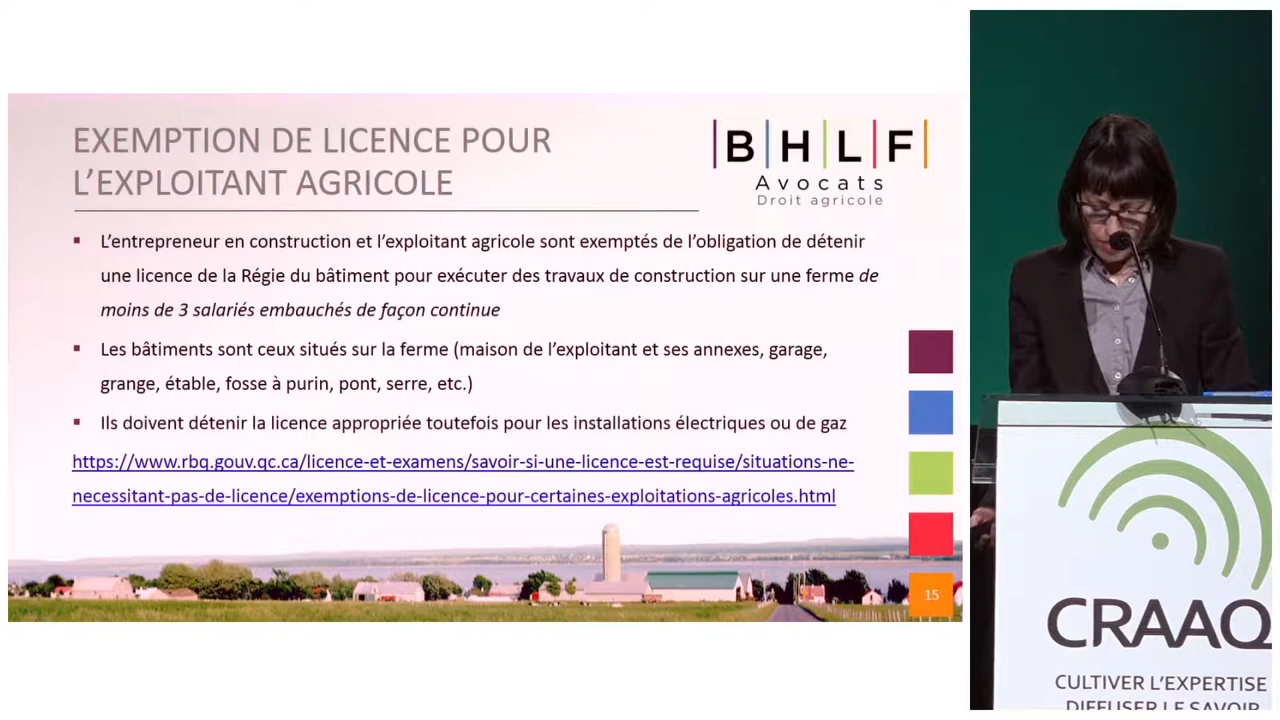 EXEMPTION DE LICENCE POUR
L'EXPLOITANT AGRICOLE
|B|H|L|F|
Avocats
Droit agricole
▪ L'entrepreneur en construction et l'exploitant agricole sont exemptés de l'obligation de détenir
une licence de la Régie du bâtiment pour exécuter des travaux de construction sur une ferme de
moins de 3 salariés embauchés de façon continue
▪ Les bâtiments sont ceux situés sur la ferme (maison de l'exploitant et ses annexes, garage,
grange, étable, fosse à purin, pont, serre, etc.)
▪ Ils doivent détenir la licence appropriée toutefois pour les installations électriques ou de gaz
https://www.rbq.gouv.qc.ca/licence-et-examens/savoir-si-une-licence-est-requise/situations-ne-
necessitant-pas-de-licence/exemptions-de-licence-pour-certaines-exploitations-agricoles.html
15
CRAAQ
CULTIVER L'EXPERTISE
DIFFUSER LE SAVOIR